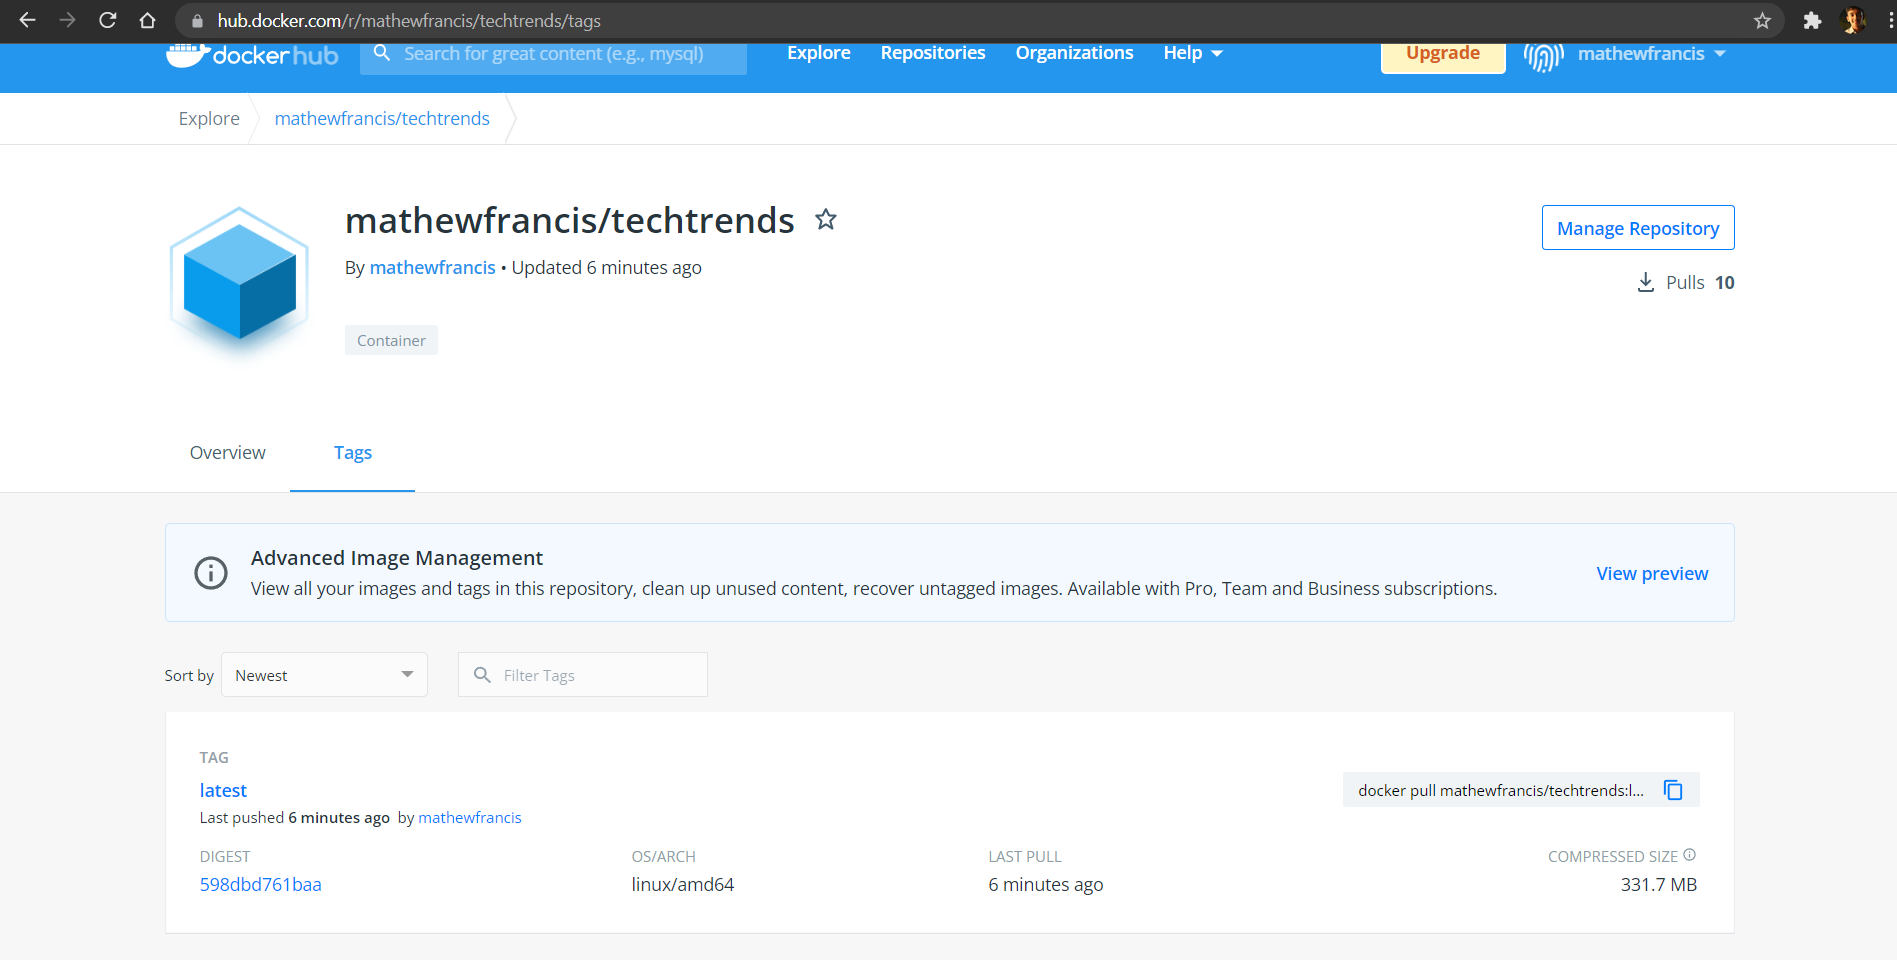 hub.docker.com/r/mathewfrancis/techtrends/tags
docker hub Search for great content (e.g., mysql) Explore Repositories Organizations Help Upgrade mathewfrancis
Explore mathewfrancis/techtrends
mathewfrancis/techtrends
Manage Repository
By mathewfrancis • Updated 6 minutes ago
Pulls 10
Container
Overview Tags
Advanced Image Management
View all your images and tags in this repository, clean up unused content, recover untagged images. Available with Pro, Team and Business subscriptions.
View preview
Sort by Newest Filter Tags
TAG
latest
docker pull mathewfrancis/techtrends:l...
Last pushed 6 minutes ago by mathewfrancis
DIGEST OS/ARCH LAST PULL COMPRESSED SIZE
598dbd761baa linux/amd64 6 minutes ago 331.7 MB